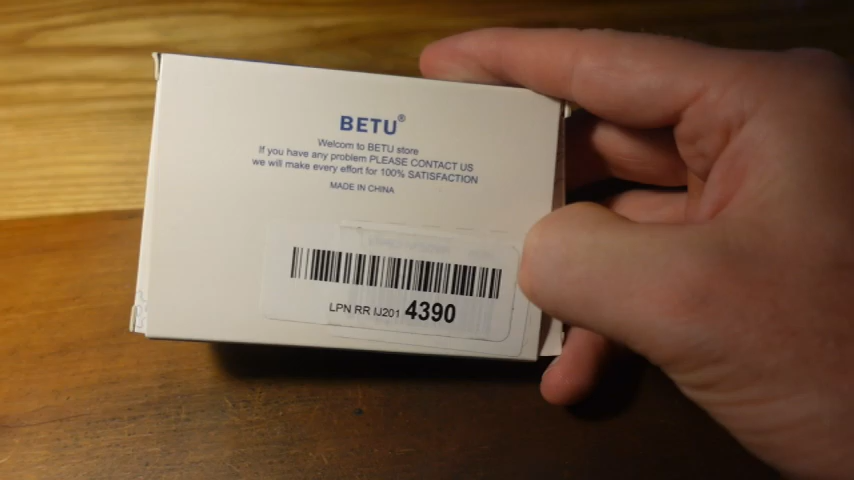 BETU®
Welcom to BETU store
If you have any problem PLEASE CONTACT US
we will make every effort for 100% SATISFACTION
MADE IN CHINA
LPN RR IJ201 4390